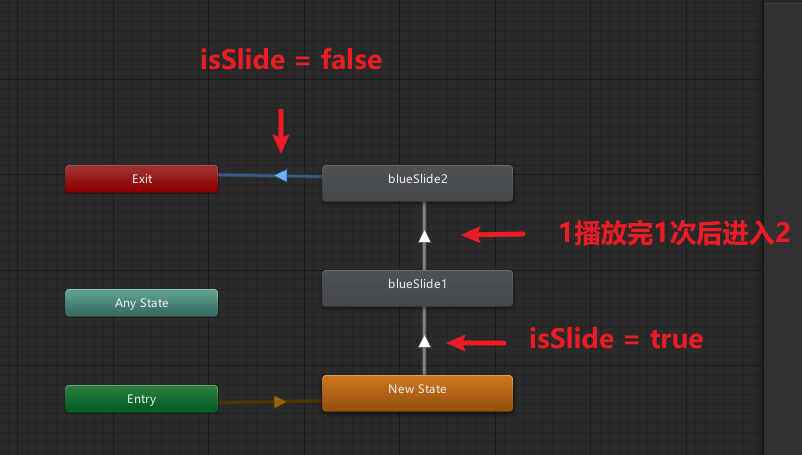 isSlide = false
Exit
blueSlide2
1播放完1次后进入2
blueSlide1
Any State
isSlide = true
New State
Entry